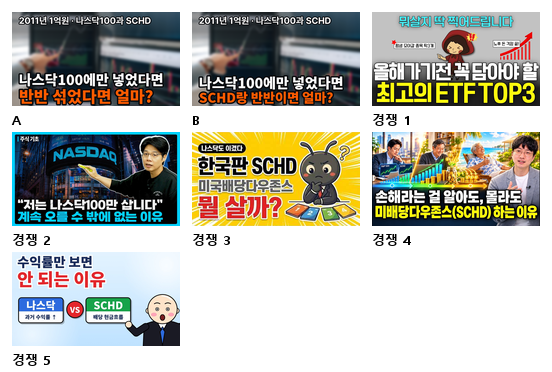 2011년 1억원 · 나스닥100과 SCHD
나스닥100에만 넣었다면
반반 섞었다면 얼마?
A
2011년 1억원 · 나스닥100과 SCHD
나스닥100에만 넣었다면
SCHD랑 반반이면 얼마?
B
뭐살지 딱 찍어드립니다
올해가기전 꼭 담아야 할
최고의 ETF TOP3
경쟁 1
주식 기초
NASDAQ
“저는 나스닥100만 삽니다”
계속 오를 수 밖에 없는 이유
경쟁 2
나스닥도 이겼다
한국판 SCHD
미국배당다우존스
뭘 살까?
?
1 2 3 4
경쟁 3
손해라는 걸 알아도, 몰라도
미배당다우존스(SCHD) 하는 이유
경쟁 4
수익률만 보면
안 되는 이유
나스닥
과거 수익률 ↑
VS
SCHD
배당 현금흐름
경쟁 5